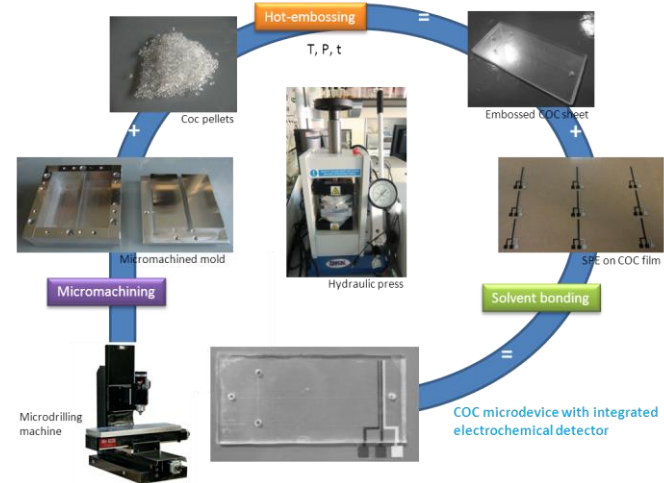 Hot-embossing
=
T, P, t
Coc pellets
Embossed COC sheet
+
+
Micromachined mold
SPE on COC film
Hydraulic press
Micromachining
Solvent bonding
=
Microdrilling
machine
COC microdevice with integrated
electrochemical detector